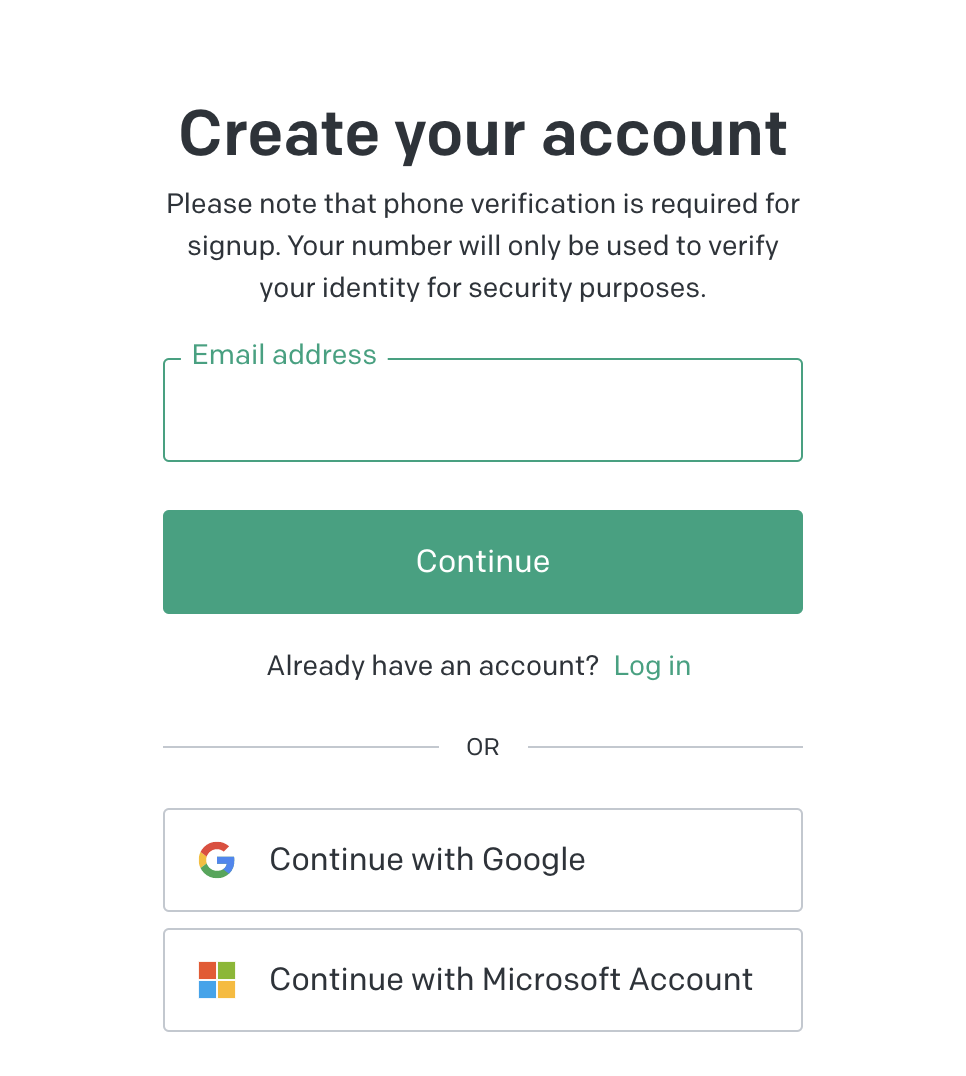 Create your account
Please note that phone verification is required for
signup. Your number will only be used to verify
your identity for security purposes.
Email address
Continue
Already have an account? Log in
OR
Continue with Google
Continue with Microsoft Account